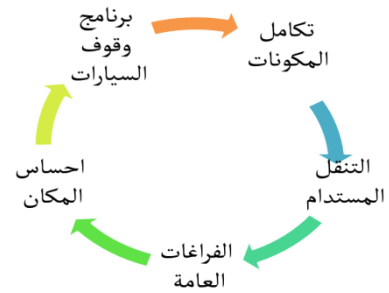 برنامج
وقوف
السيارات
تكامل
المكونات
التنقل
المستدام
الفراغات
العامة
احساس
المكان